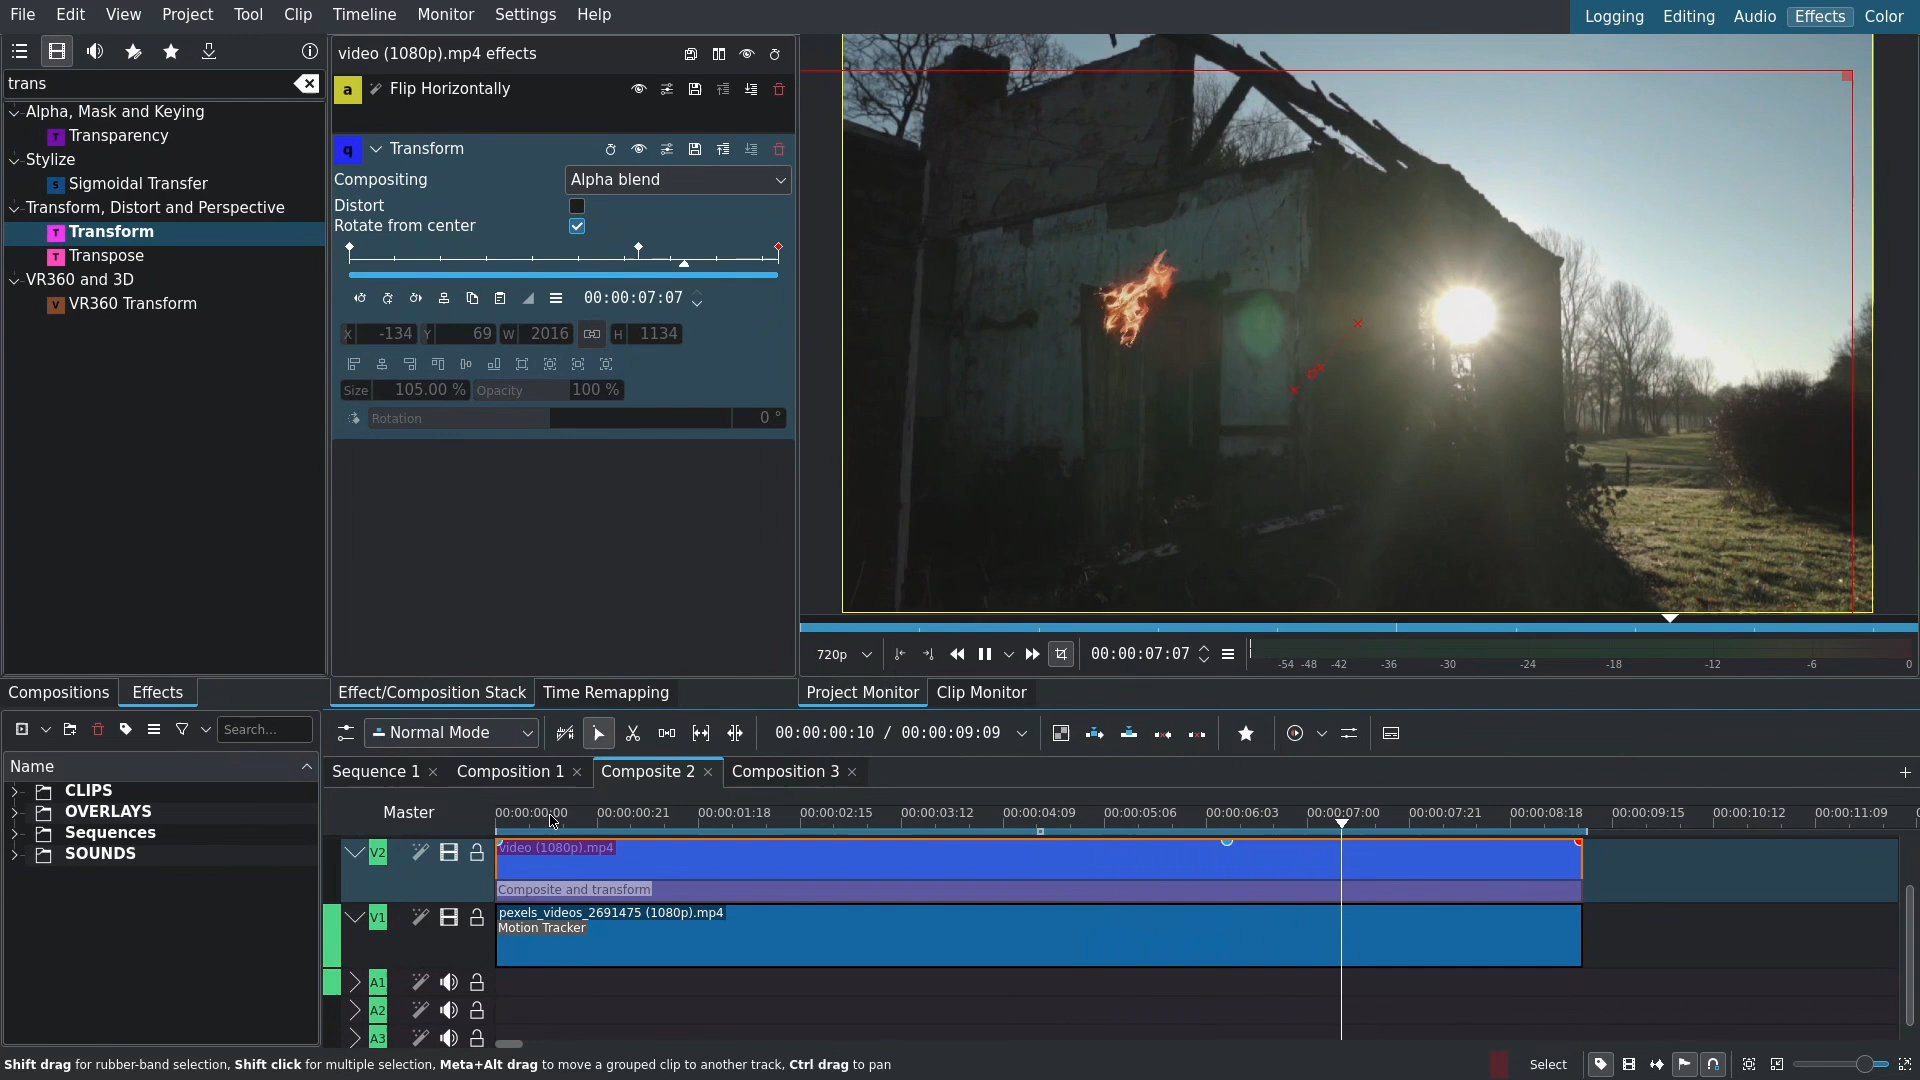 File Edit View Project Tool Clip Timeline Monitor Settings Help
Logging Editing Audio Effects Color
trans
Alpha, Mask and Keying
T Transparency
Stylize
S Sigmoidal Transfer
Transform, Distort and Perspective
T Transform
T Transpose
VR360 and 3D
V VR360 Transform
Compositions Effects
video (1080p).mp4 effects
a Flip Horizontally
q Transform
Compositing Alpha blend
Distort
Rotate from center
00:00:07:07
X -134 Y 69 W 2016 H 1134
Size 105.00 % Opacity 100 %
Rotation 0 °
Effect/Composition Stack Time Remapping
720p 00:00:07:07 -54 -48 -42 -36 -30 -24 -18 -12 -6 0
Project Monitor Clip Monitor
Search...
Name
CLIPS
OVERLAYS
Sequences
SOUNDS
Normal Mode 00:00:00:10 / 00:00:09:09
Sequence 1 Composition 1 Composite 2 Composition 3
Master 00:00:00:00 00:00:00:21 00:00:01:18 00:00:02:15 00:00:03:12 00:00:04:09 00:00:05:06 00:00:06:03 00:00:07:00 00:00:07:21 00:00:08:18 00:00:09:15 00:00:10:12 00:00:11:09
V2 video (1080p).mp4
Composite and transform
V1 pexels_videos_2691475 (1080p).mp4
Motion Tracker
A1
A2
A3
Shift drag for rubber-band selection, Shift click for multiple selection, Meta+Alt drag to move a grouped clip to another track, Ctrl drag to pan
Select